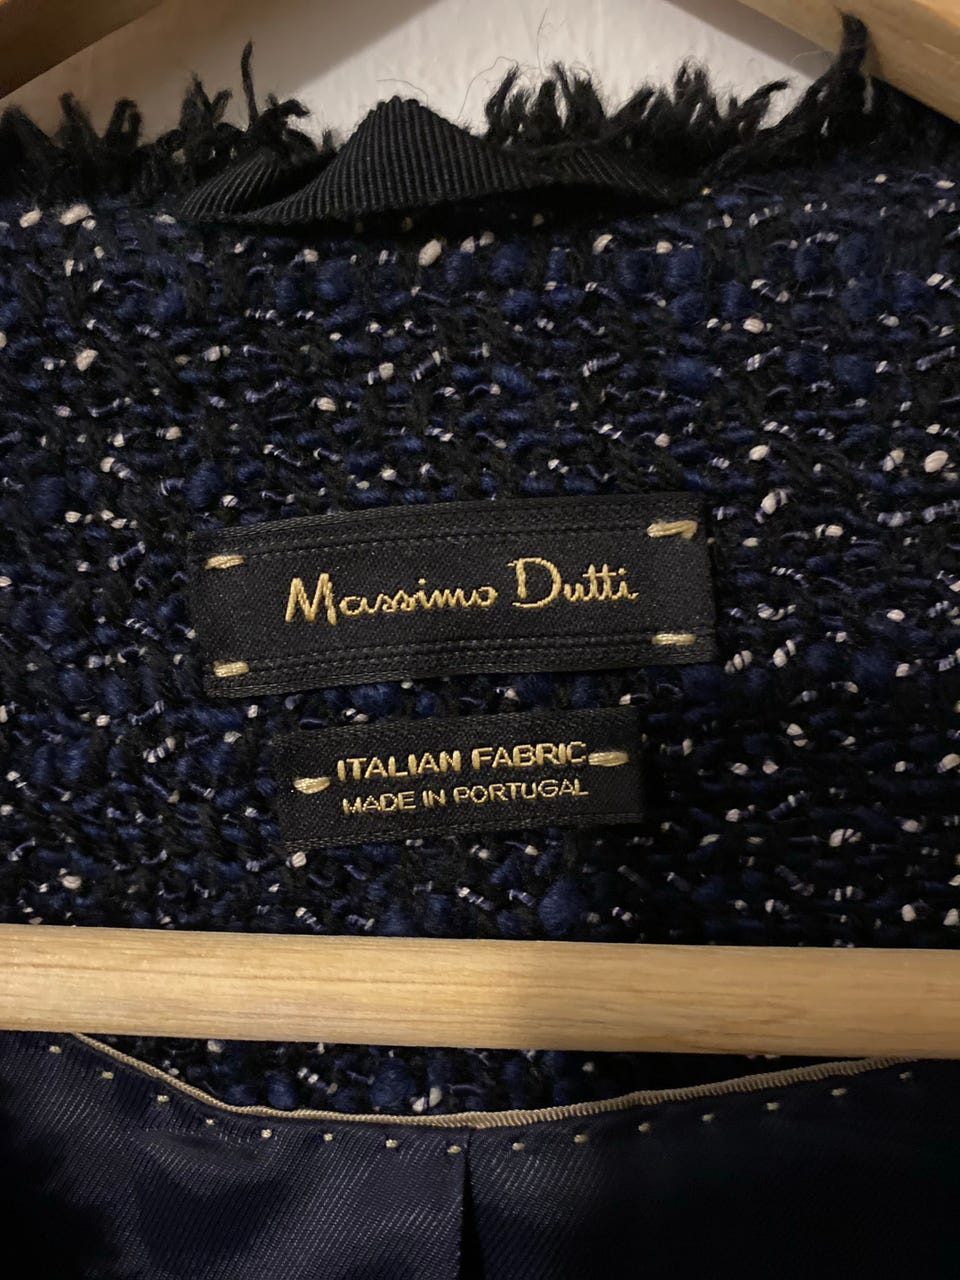 Massimo Dutti
ITALIAN FABRIC
MADE IN PORTUGAL